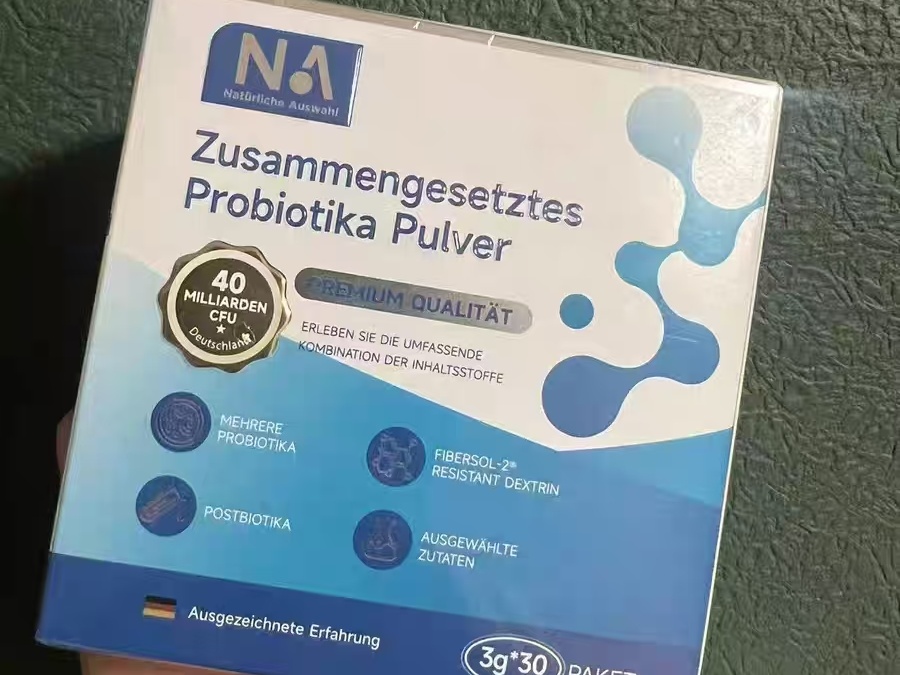 NA
Natürliche Auswahl
Zusammengesetztes
Probiotika Pulver
40
MILLIARDEN
CFU
Deutschland
PREMIUM QUALITÄT
ERLEBEN SIE DIE UMFASSENDE
KOMBINATION DER INHALTSSTOFFE
MEHRERE
PROBIOTIKA
FIBERSOL-2®
RESISTANT DEXTRIN
POSTBIOTIKA
AUSGEWÄHLTE
ZUTATEN
Ausgezeichnete Erfahrung
3g*30 PAKET